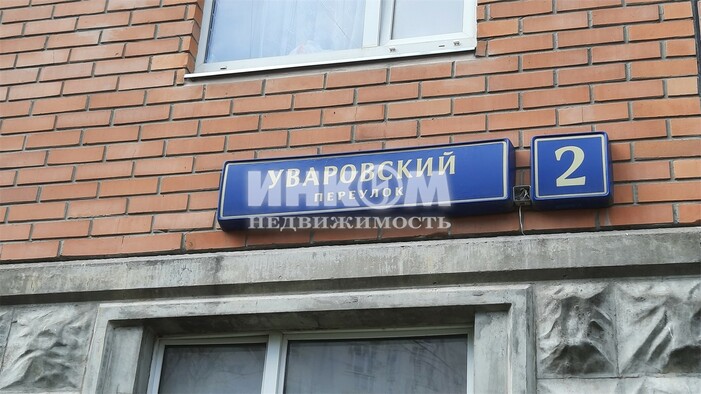 УВАРОВСКИЙ
ПЕРЕУЛОК
2
ИНКОМ
НЕДВИЖИМОСТЬ